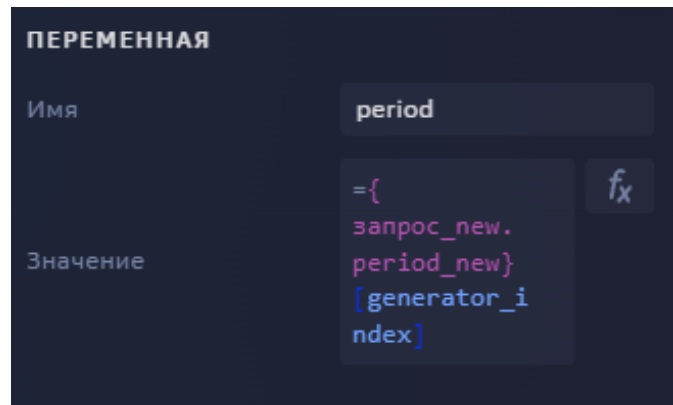 ПЕРЕМЕННАЯ
Имя
period
Значение
={
запрос_new.
period_new}
[generator_i
ndex]
fx